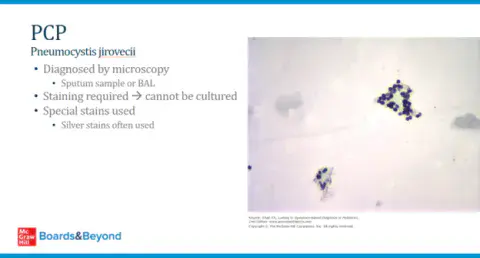 PCP
Pneumocystis jirovecii
• Diagnosed by microscopy
• Sputum sample or BAL
• Staining required → cannot be cultured
• Special stains used
• Silver stains often used
Mc
Graw
Hill
Boards&Beyond